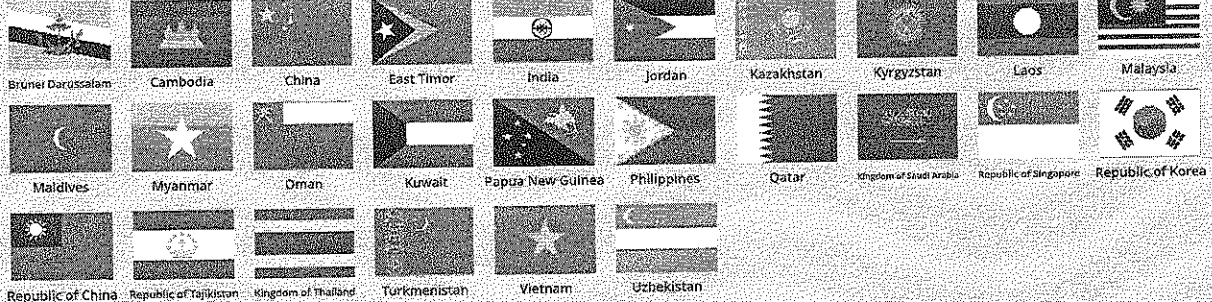 Brunei Darussalam Cambodia China East Timor India Jordan Kazakhstan Kyrgyzstan Laos Malaysia
Maldives Myanmar Oman Kuwait Papua New Guinea Philippines Qatar Kingdom of Saudi Arabia Republic of Singapore Republic of Korea
Republic of China Republic of Tajikistan Kingdom of Thailand Turkmenistan Vietnam Uzbekistan